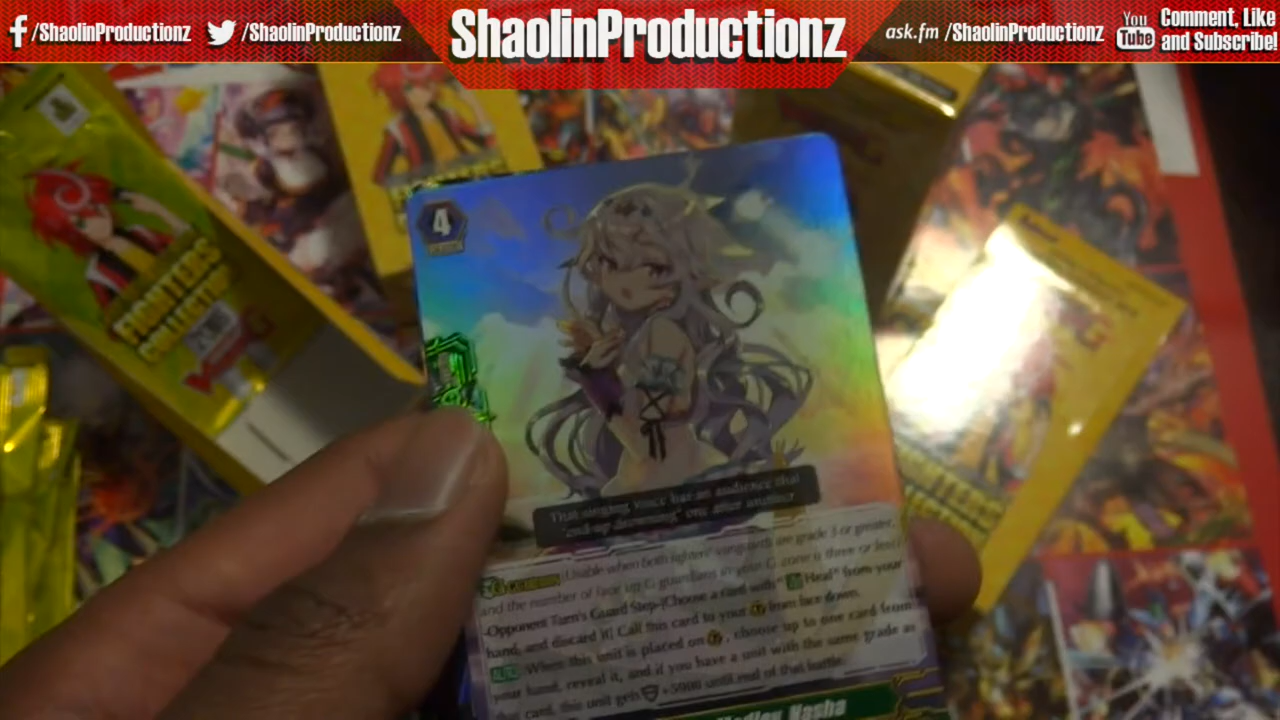 /ShaolinProductionz
/ShaolinProductionz
ShaolinProductionz
ask.fm /ShaolinProductionz
You Tube
Comment, Like
and Subscribe!
FIGHTERS
COLLECTION
4
That singing voice has an audience that
"end up drowning" one after another
(Usable when both fighters' vanguards are grade 3 or greater,
and the number of face up G guardians in your G zone is three or less)
-Opponent Turn's Guard Step-[Choose a card with " Heal" from your
hand, and discard it] Call this card to your from face down.
AUTO: When this unit is placed on , choose up to one card from
your hand, reveal it, and if you have a unit with the same grade as
that card, this unit gets +5000 until end of that battle.
Medley, Nasha